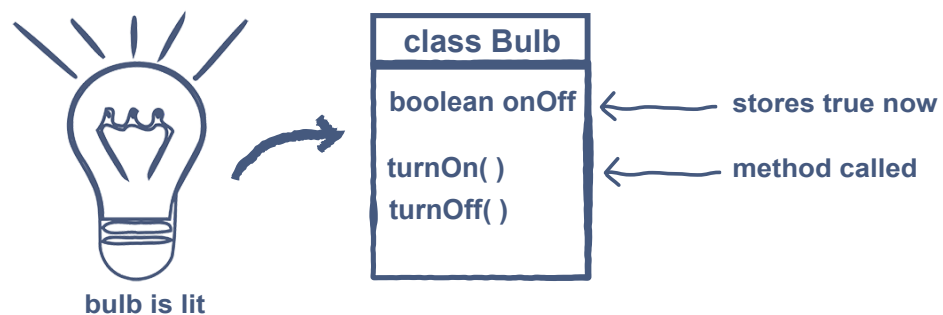 class Bulb
boolean onOff
stores true now
turnOn( )
method called
turnOff( )
bulb is lit